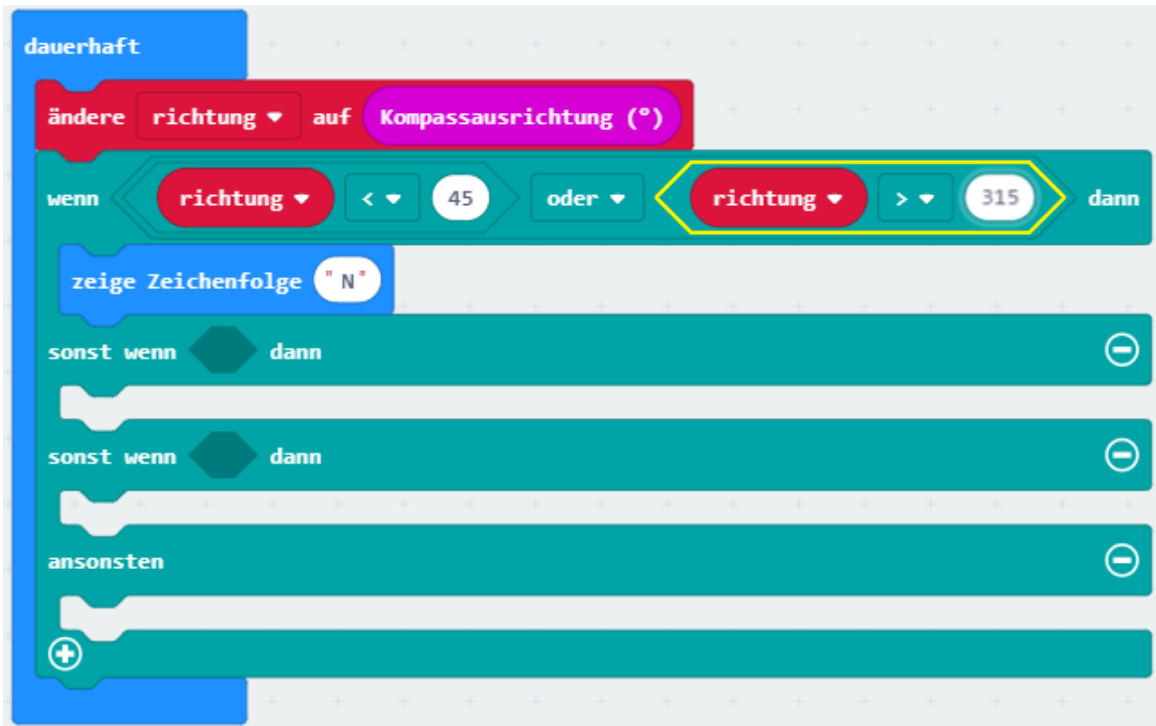 dauerhaft
ändere richtung auf Kompassausrichtung (°)
wenn richtung < 45 oder richtung > 315 dann
zeige Zeichenfolge "N"
sonst wenn dann
sonst wenn dann
ansonsten